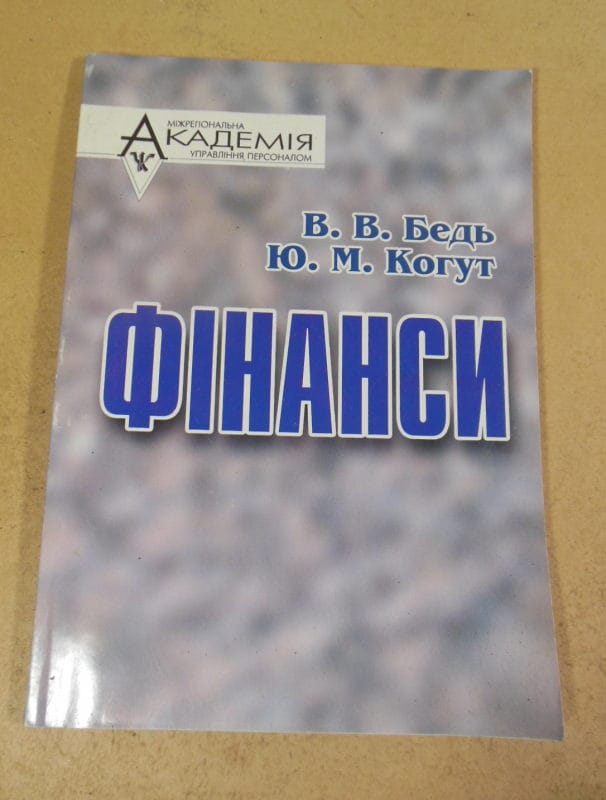 МІЖРЕГІОНАЛЬНА
АКАДЕМІЯ
УПРАВЛІННЯ ПЕРСОНАЛОМ
В. В. Бедь
Ю. М. Когут
ФІНАНСИ